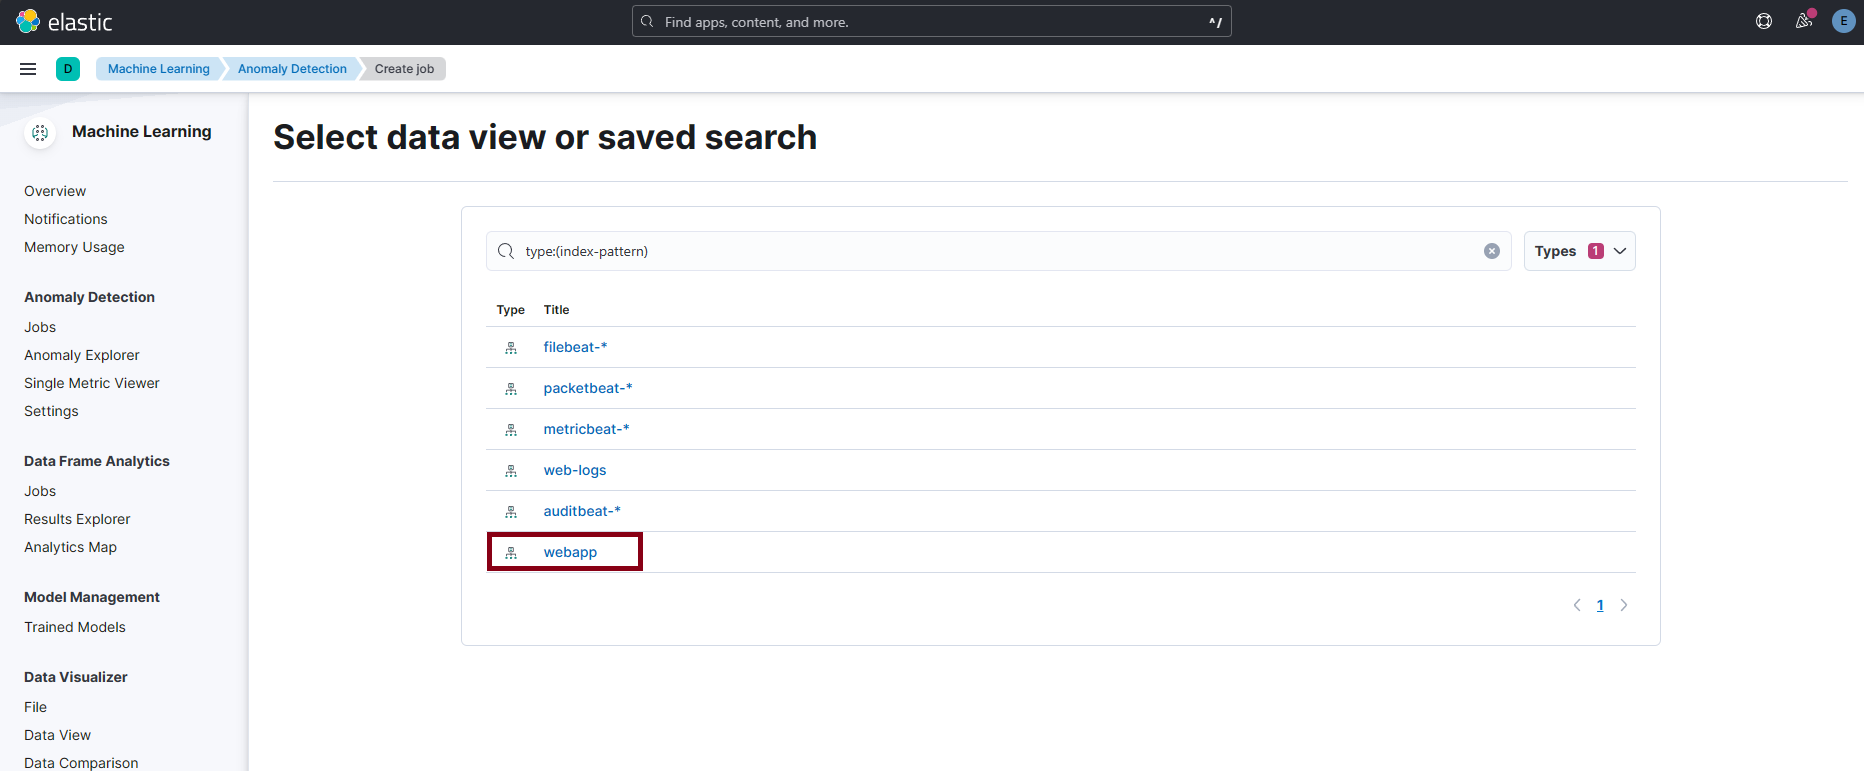 elastic
Find apps, content, and more.
^/
E
D
Machine Learning
Anomaly Detection
Create job
Machine Learning
Overview
Notifications
Memory Usage
Anomaly Detection
Jobs
Anomaly Explorer
Single Metric Viewer
Settings
Data Frame Analytics
Jobs
Results Explorer
Analytics Map
Model Management
Trained Models
Data Visualizer
File
Data View
Data Comparison
Select data view or saved search
type:(index-pattern)
Types 1
Type Title
filebeat-*
packetbeat-*
metricbeat-*
web-logs
auditbeat-*
webapp
1